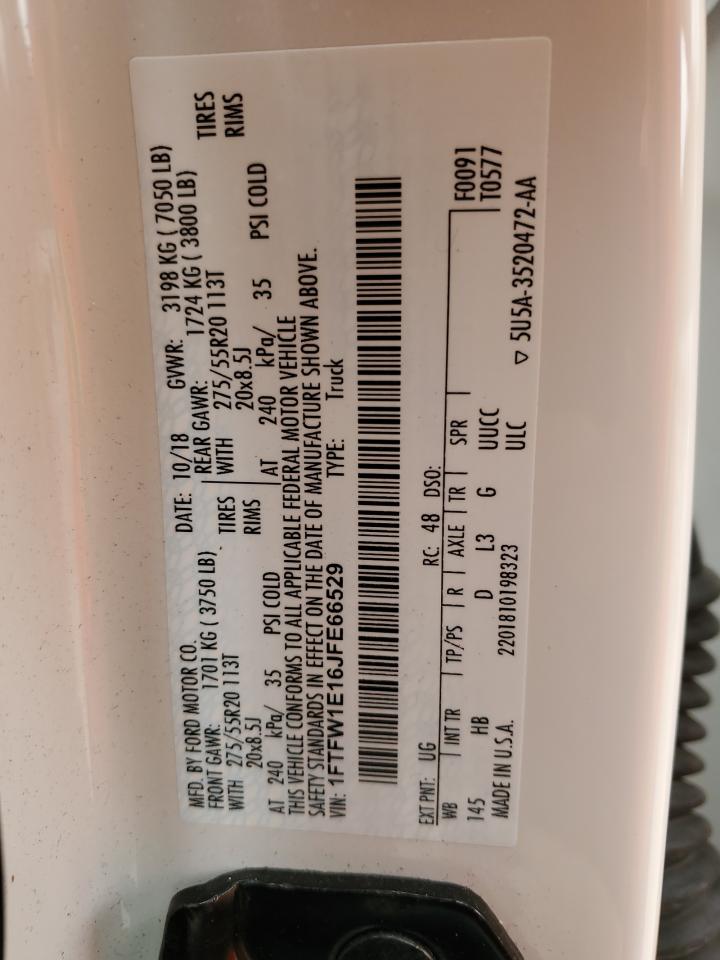 MFD. BY FORD MOTOR CO.
DATE: 10/18 GVWR: 3198 KG ( 7050 LB)
FRONT GAWR: 1701 KG ( 3750 LB)
REAR GAWR: 1724 KG ( 3800 LB)
WITH 275/55R20 113T TIRES
WITH 275/55R20 113T TIRES
20x8.5J RIMS
20x8.5J RIMS
AT 240 kPa/ 35 PSI COLD
AT 240 kPa/ 35 PSI COLD
THIS VEHICLE CONFORMS TO ALL APPLICABLE FEDERAL MOTOR VEHICLE
SAFETY STANDARDS IN EFFECT ON THE DATE OF MANUFACTURE SHOWN ABOVE.
VIN: 1FTFW1E16JFE66529 TYPE: Truck
EXT PNT: UG RC: 48 DSO: F0091
WB INT TR TP/PS R AXLE TR SPR T0577
145 HB D L3 G UUCC
MADE IN U.S.A. 2201810198323 ULC ▽ 5U5A-3520472-AA